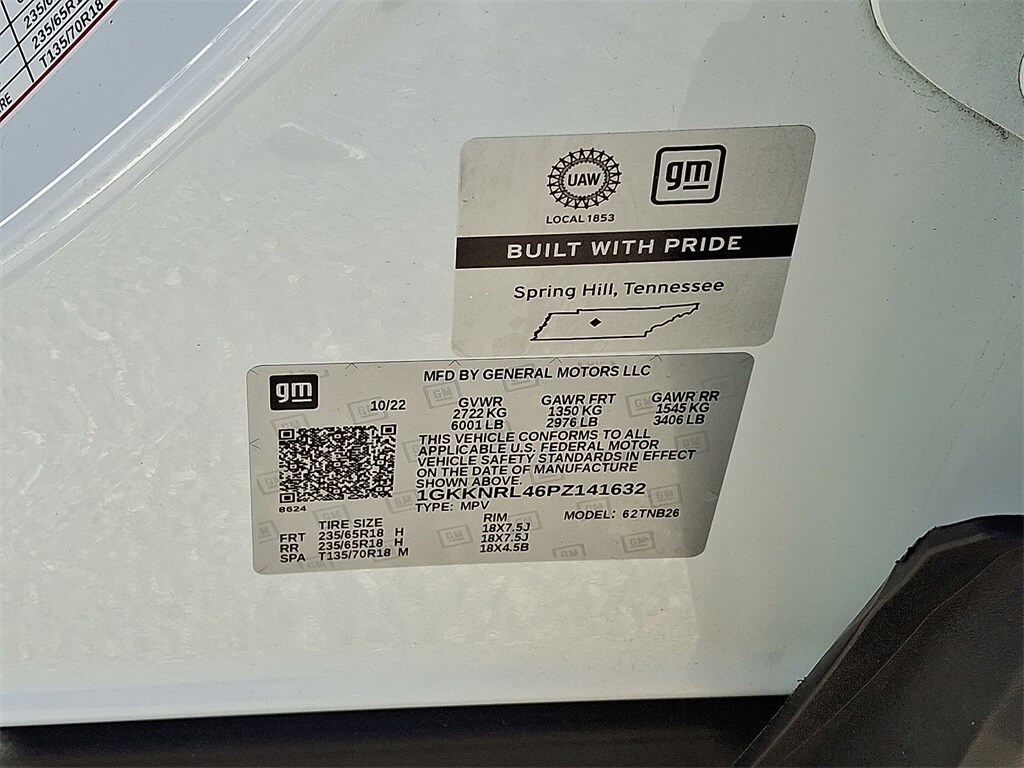 235/65R1
T135/70R18
UAW
gm
LOCAL 1853
BUILT WITH PRIDE
Spring Hill, Tennessee
gm
MFD BY GENERAL MOTORS LLC
10/22
GVWR GAWR FRT GAWR RR
2722 KG 1350 KG 1545 KG
6001 LB 2976 LB 3406 LB
THIS VEHICLE CONFORMS TO ALL
APPLICABLE U.S. FEDERAL MOTOR
VEHICLE SAFETY STANDARDS IN EFFECT
ON THE DATE OF MANUFACTURE
SHOWN ABOVE.
1GKKNRL46PZ141632
8624
TYPE: MPV MODEL: 62TNB26
TIRE SIZE RIM
FRT 235/65R18 H 18X7.5J
RR 235/65R18 H 18X7.5J
SPA T135/70R18 M 18X4.5B